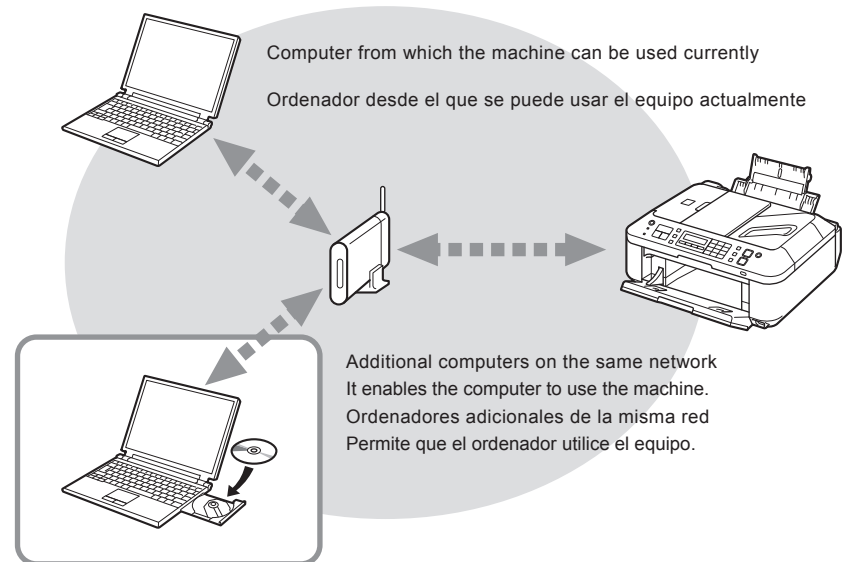 Computer from which the machine can be used currently
Ordenador desde el que se puede usar el equipo actualmente
Additional computers on the same network
It enables the computer to use the machine.
Ordenadores adicionales de la misma red
Permite que el ordenador utilice el equipo.